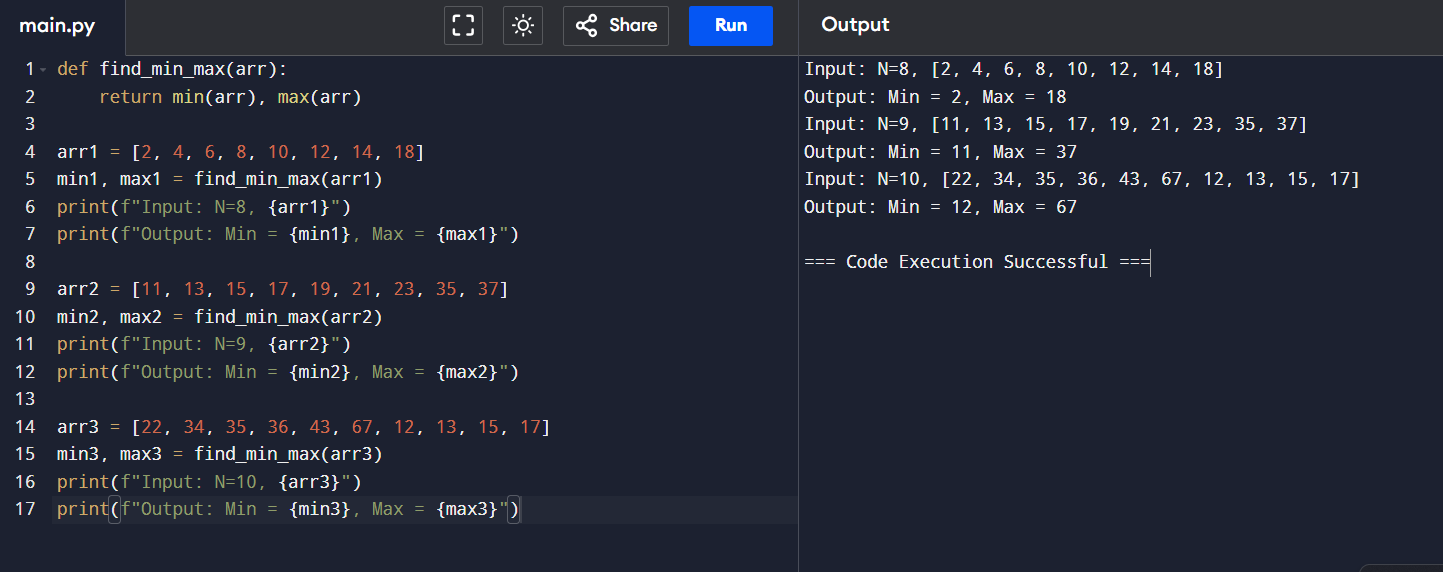 main.py
Share
Run
Output
1 def find_min_max(arr):
2     return min(arr), max(arr)
3
4 arr1 = [2, 4, 6, 8, 10, 12, 14, 18]
5 min1, max1 = find_min_max(arr1)
6 print(f"Input: N=8, {arr1}")
7 print(f"Output: Min = {min1}, Max = {max1}")
8
9 arr2 = [11, 13, 15, 17, 19, 21, 23, 35, 37]
10 min2, max2 = find_min_max(arr2)
11 print(f"Input: N=9, {arr2}")
12 print(f"Output: Min = {min2}, Max = {max2}")
13
14 arr3 = [22, 34, 35, 36, 43, 67, 12, 13, 15, 17]
15 min3, max3 = find_min_max(arr3)
16 print(f"Input: N=10, {arr3}")
17 print(f"Output: Min = {min3}, Max = {max3}")
Input: N=8, [2, 4, 6, 8, 10, 12, 14, 18]
Output: Min = 2, Max = 18
Input: N=9, [11, 13, 15, 17, 19, 21, 23, 35, 37]
Output: Min = 11, Max = 37
Input: N=10, [22, 34, 35, 36, 43, 67, 12, 13, 15, 17]
Output: Min = 12, Max = 67
=== Code Execution Successful ===